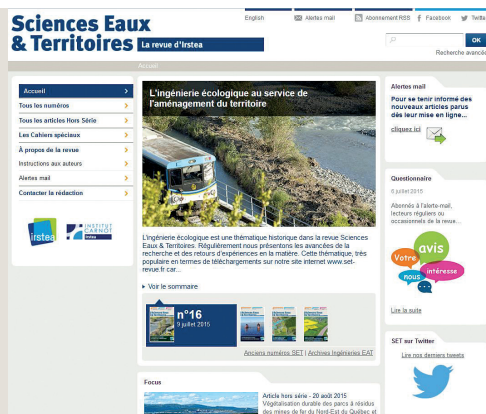 Sciences Eaux
& Territoires La revue d'Irstea
English Alertes mail Abonnement RSS Facebook Twitte
OK
Recherche avancé
Accueil
Accueil
Tous les numéros
Tous les articles Hors Série
Les Cahiers spéciaux
À propos de la revue
Instructions aux auteurs
Alertes mail
Contacter la rédaction
irstea
INSTITUT
CARNOT
Irstea
L'ingénierie écologique au service de
l'aménagement du territoire
L'ingénierie écologique est une thématique historique dans la revue Sciences
Eaux & Territoires. Régulièrement nous présentons les avancées de la
recherche et des retours d'expériences en la matière. Cette thématique, très
populaire en termes de téléchargements sur notre site internet www.set-
revue.fr car...
Voir le sommaire
n°16
9 juillet 2015
Anciens numéros SET | Archives Ingénieries EAT
Focus
Article hors série - 20 août 2015
Végétalisation durable des parcs à résidus
des mines de fer du Nord-Est du Québec et
Alertes mail
Pour se tenir informé des
nouveaux articles parus
dès leur mise en ligne...
cliquez ici
Questionnaire
6 juillet 2015
Abonnés à l'alerte-mail,
lecteurs réguliers ou
occasionnels de la revue...
Votre avis
nous intéresse
Lire la suite
SET sur Twitter
Lire nos derniers tweets